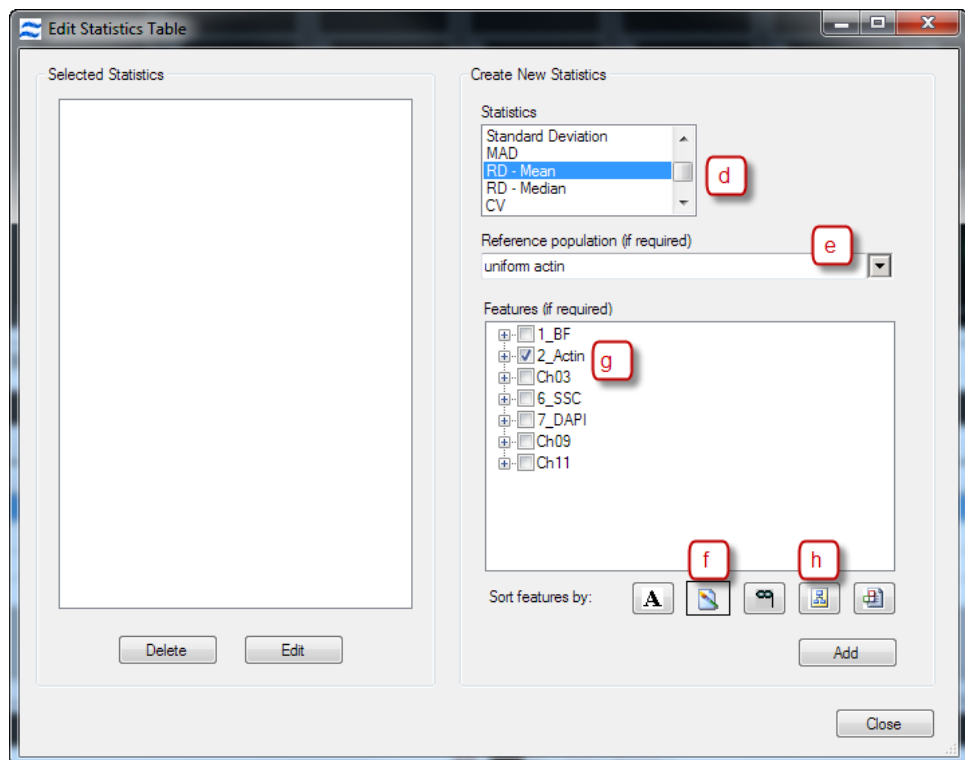 Edit Statistics Table
Selected Statistics
Delete
Edit
Create New Statistics
Statistics
Standard Deviation
MAD
RD - Mean
RD - Median
CV
d
Reference population (if required)
e
uniform actin
Features (if required)
1_BF
2_Actin
g
Ch03
6_SSC
7_DAPI
Ch09
Ch11
f
h
Sort features by:
A
Add
Close